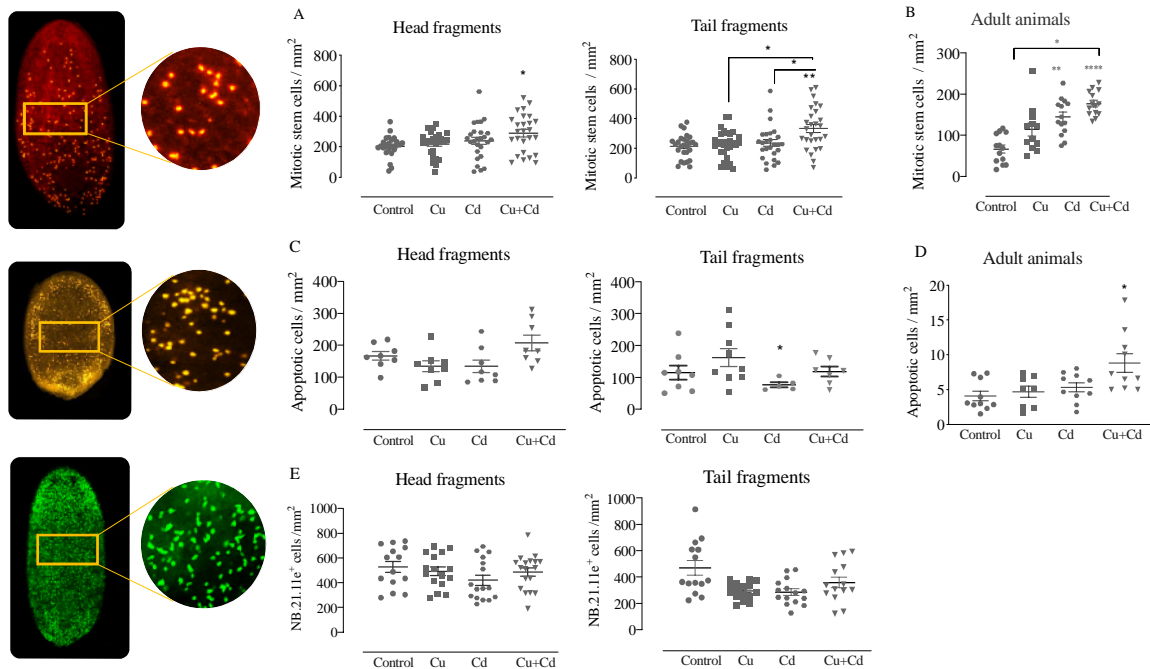 A
Head fragments
Mitotic stem cells / mm2
800
600
400
200
0
Control Cu Cd Cu+Cd
*
Tail fragments
Mitotic stem cells / mm2
800
600
400
200
0
Control Cu Cd Cu+Cd
*
*
**
B
Adult animals
Mitotic stem cells / mm2
300
200
100
0
Control Cu Cd Cu+Cd
*
**
****
C
Head fragments
Apoptotic cells / mm2
400
300
200
100
0
Control Cu Cd Cu+Cd
Tail fragments
Apoptotic cells / mm2
400
300
200
100
0
Control Cu Cd Cu+Cd
*
D
Adult animals
Apoptotic cells / mm2
20
15
10
5
0
Control Cu Cd Cu+Cd
*
E
Head fragments
NB.21.11e+ cells /mm2
1000
800
600
400
200
0
Control Cu Cd Cu+Cd
Tail fragments
NB.21.11e+ cells /mm2
1000
800
600
400
200
0
Control Cu Cd Cu+Cd